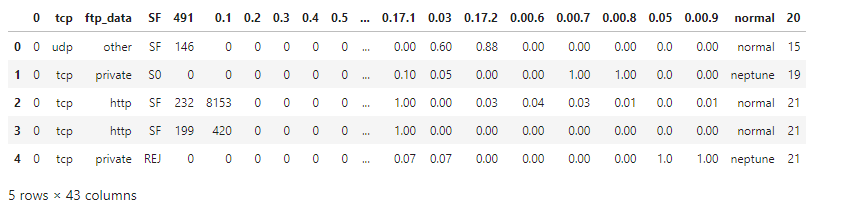 0 tcp ftp_data SF 491 0.1 0.2 0.3 0.4 0.5 ... 0.17.1 0.03 0.17.2 0.00.6 0.00.7 0.00.8 0.05 0.00.9 normal 20
0 0 udp other SF 146 0 0 0 0 0 ... 0.00 0.60 0.88 0.00 0.00 0.00 0.0 0.00 normal 15
1 0 tcp private S0 0 0 0 0 0 0 ... 0.10 0.05 0.00 0.00 1.00 1.00 0.0 0.00 neptune 19
2 0 tcp http SF 232 8153 0 0 0 0 ... 1.00 0.00 0.03 0.04 0.03 0.01 0.0 0.01 normal 21
3 0 tcp http SF 199 420 0 0 0 0 ... 1.00 0.00 0.00 0.00 0.00 0.00 0.0 0.00 normal 21
4 0 tcp private REJ 0 0 0 0 0 0 ... 0.07 0.07 0.00 0.00 0.00 0.00 1.0 1.00 neptune 21
5 rows × 43 columns